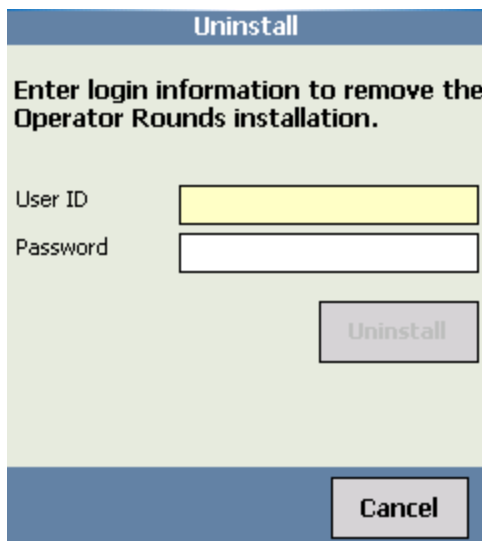 Uninstall
Enter login information to remove the
Operator Rounds installation.
User ID
Password
Uninstall
Cancel